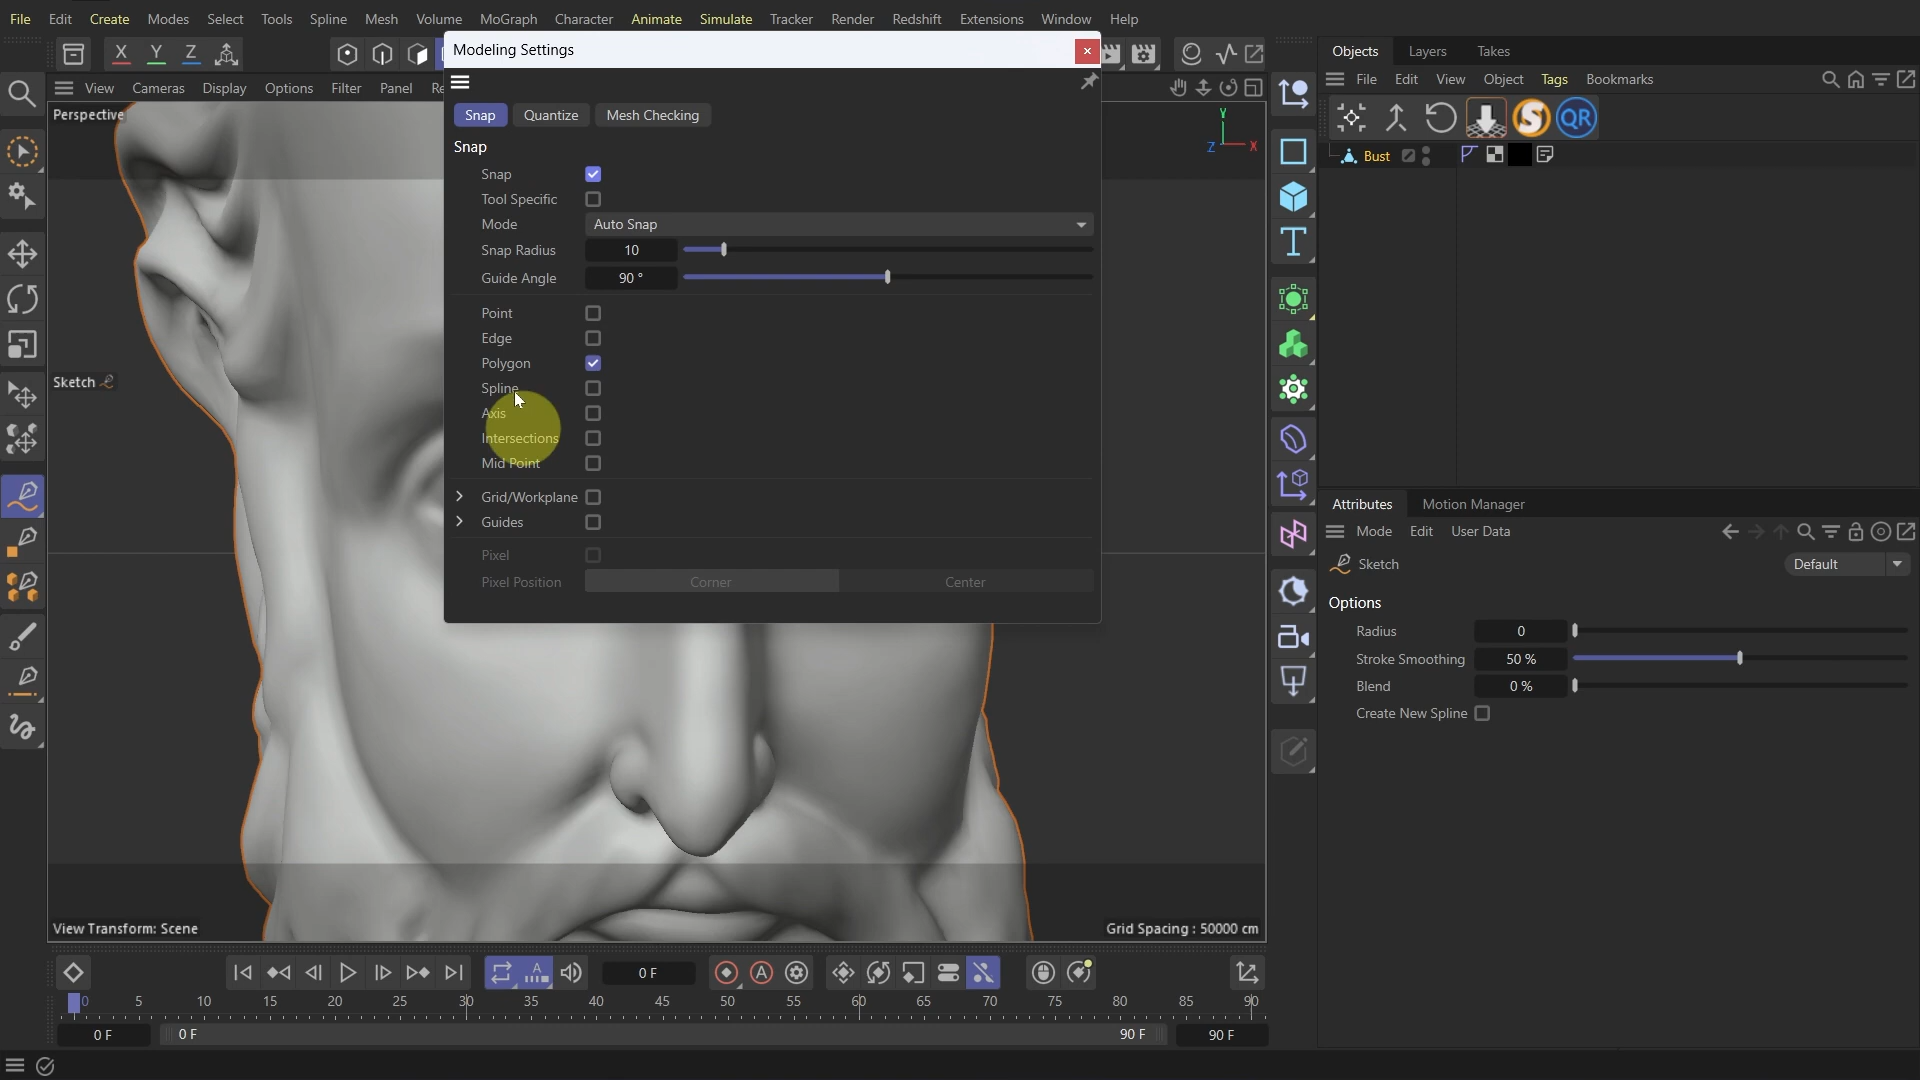 File Edit Create Modes Select Tools Spline Mesh Volume MoGraph Character Animate Simulate Tracker Render Redshift Extensions Window Help
Modeling Settings
X Y Z
Objects Layers Takes
View Cameras Display Options Filter Panel Re
File Edit View Object Tags Bookmarks
Perspective
Snap Quantize Mesh Checking
QR
Y
Z X
Snap
Bust
Snap
Tool Specific
Mode Auto Snap
Snap Radius 10
Guide Angle 90 °
Point
Edge
Polygon
Sketch
Spline
Axis
Intersections
Mid Point
Grid/Workplane
Guides
Pixel
Pixel Position Corner Center
Attributes Motion Manager
Mode Edit User Data
Sketch Default
Options
Radius 0
Stroke Smoothing 50 %
Blend 0 %
Create New Spline
View Transform: Scene Grid Spacing : 50000 cm
A 0 F A
0 5 10 15 20 25 30 35 40 45 50 55 60 65 70 75 80 85 90
0 F 0 F 90 F 90 F